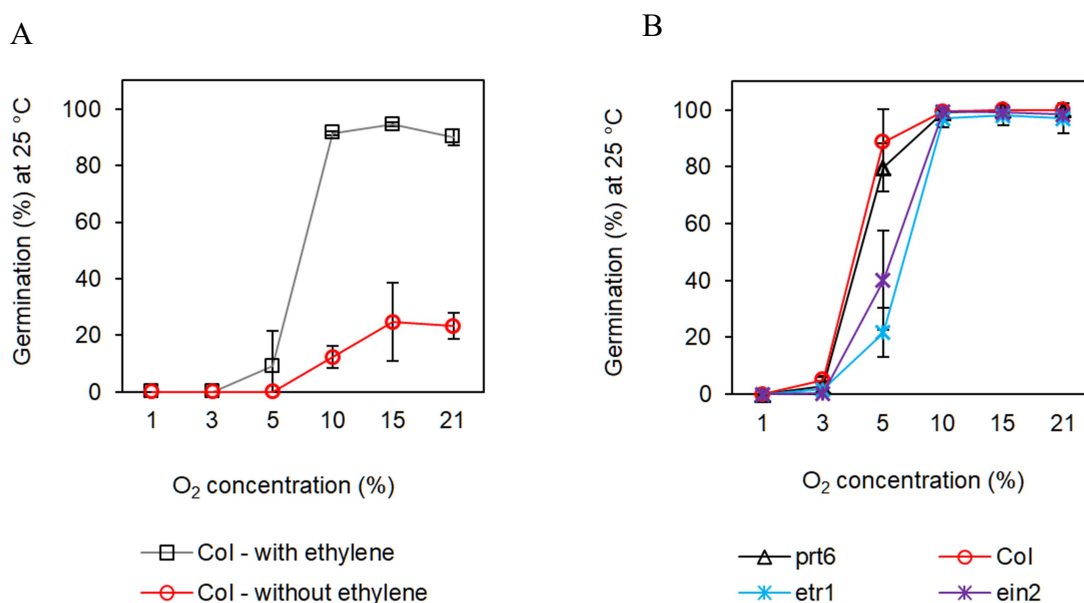 A
Germination (%) at 25 °C
100
80
60
40
20
0
1 3 5 10 15 21
O₂ concentration (%)
Col - with ethylene
Col - without ethylene
B
Germination (%) at 25 °C
100
80
60
40
20
0
1 3 5 10 15 21
O₂ concentration (%)
prt6 Col
etr1 ein2